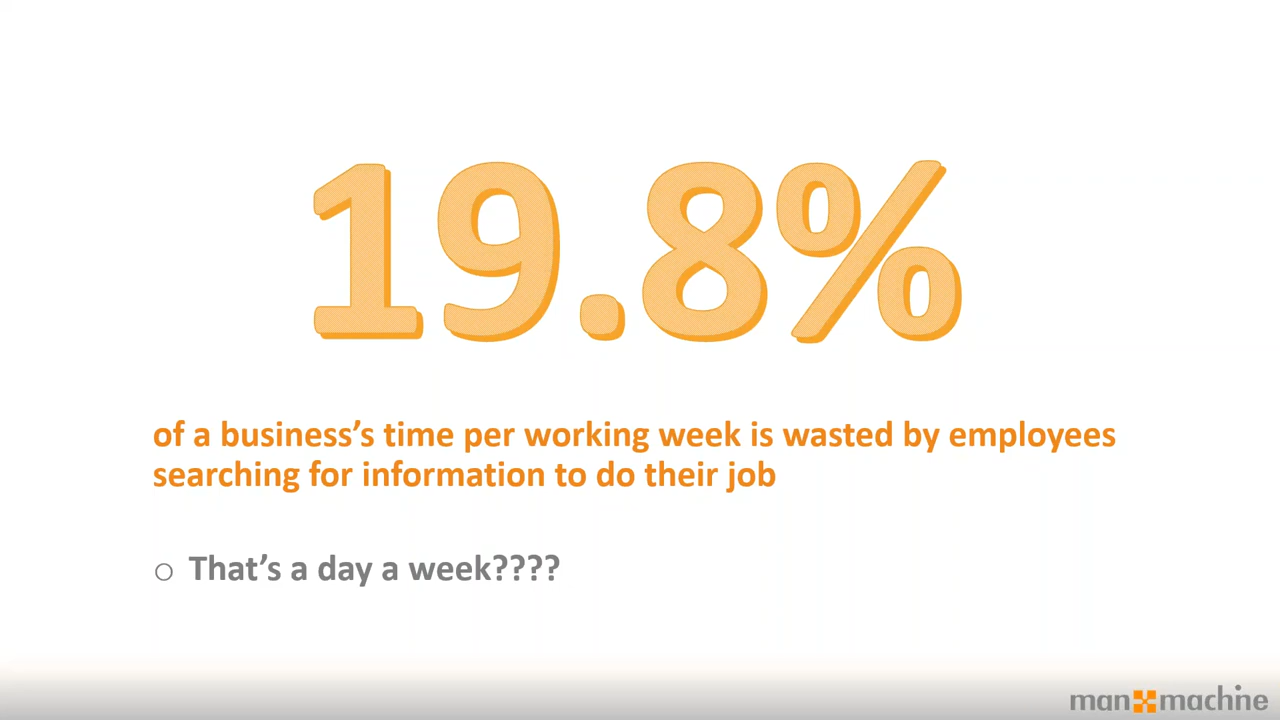 19.8%
of a business’s time per working week is wasted by employees
searching for information to do their job
o That’s a day a week????
man machine